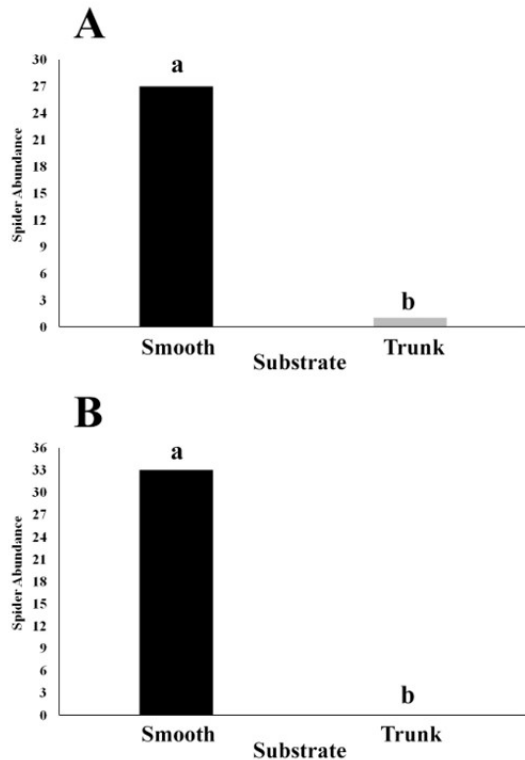 A
30
27
24
21
18
15
12
9
6
3
0
Spider Abundance
a
b
Smooth
Trunk
Substrate
B
36
33
30
27
24
21
18
15
12
9
6
3
0
Spider Abundance
a
b
Smooth
Trunk
Substrate